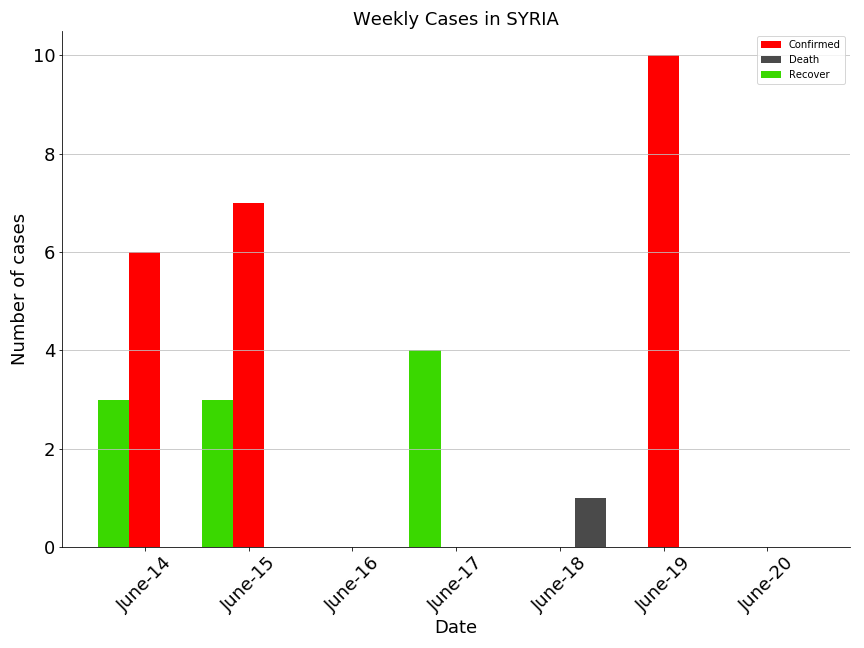 Weekly Cases in SYRIA
Confirmed
Death
Recover
Number of cases
10
8
6
4
2
0
June-14
June-15
June-16
June-17
June-18
June-19
June-20
Date